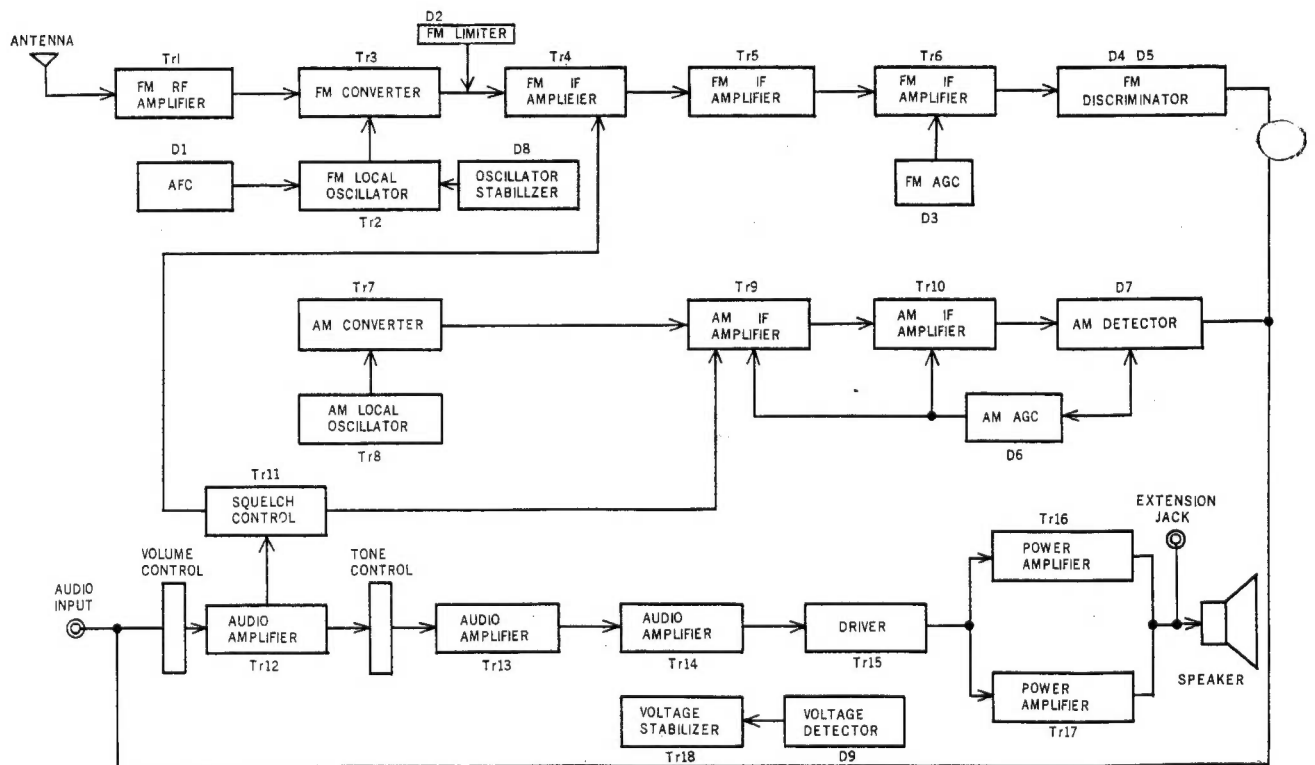 D2
FM LIMITER
ANTENNA
Tr1
FM RF
AMPLIFIER
Tr3
FM CONVERTER
Tr4
FM IF
AMPLIEIER
Tr5
FM IF
AMPLIFIER
Tr6
FM IF
AMPLIFIER
D4 D5
FM
DISCRIMINATOR
D1
AFC
FM LOCAL
OSCILLATOR
Tr2
D8
OSCILLATOR
STABILLZER
FM AGC
D3
Tr7
AM CONVERTER
Tr9
AM IF
AMPLIFIER
Tr10
AM IF
AMPLIFIER
D7
AM DETECTOR
AM LOCAL
OSCILLATOR
Tr8
AM AGC
D6
Tr11
SQUELCH
CONTROL
EXTENSION
JACK
Tr16
POWER
AMPLIFIER
VOLUME
CONTROL
TONE
CONTROL
AUDIO
INPUT
AUDIO
AMPLIFIER
Tr12
AUDIO
AMPLIFIER
Tr13
AUDIO
AMPLIFIER
Tr14
DRIVER
Tr15
SPEAKER
POWER
AMPLIFIER
Tr17
VOLTAGE
STABILIZER
Tr18
VOLTAGE
DETECTOR
D9